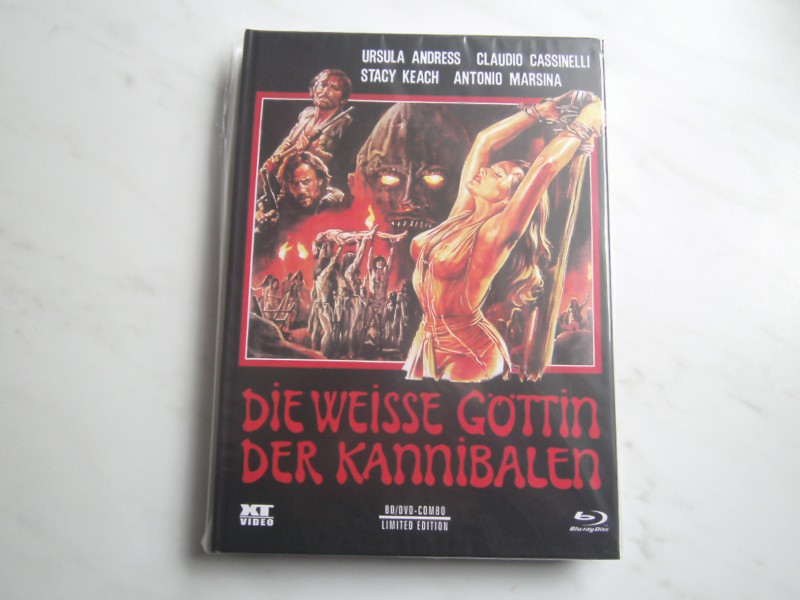 URSULA ANDRESS CLAUDIO CASSINELLI
STACY KEACH ANTONIO MARSINA
DIE WEISSE GÖTTIN
DER KANNIBALEN
XT
VIDEO
BD/DVD-COMBO
LIMITED EDITION
Blu-ray Disc